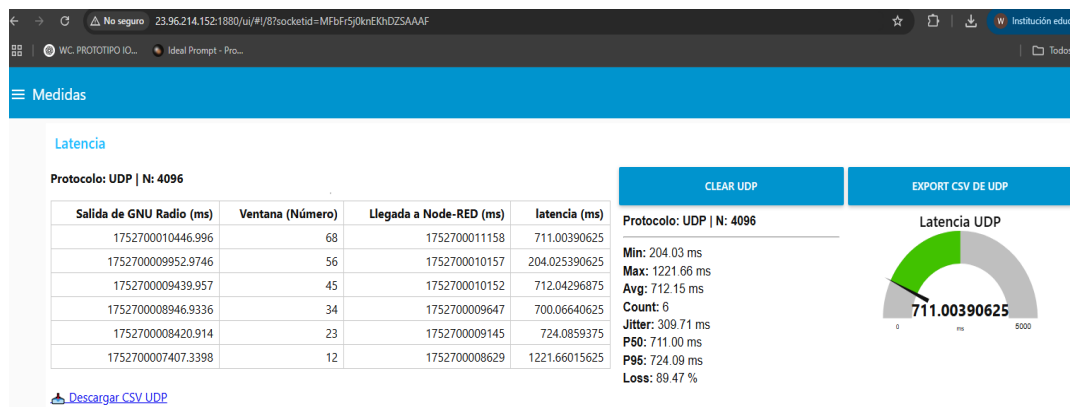 No seguro 23.96.214.152:1880/ui/#!/8?socketid=MFbFr5j0knEKhDZSAAAF
W Institución educ
WC. PROTOTIPO IO... Ideal Prompt - Pro...
Todos
Medidas
Latencia
Protocolo: UDP | N: 4096
Salida de GNU Radio (ms) Ventana (Número) Llegada a Node-RED (ms) latencia (ms)
1752700010446.996 68 1752700011158 711.00390625
1752700009952.9746 56 1752700010157 204.025390625
1752700009439.957 45 1752700010152 712.04296875
1752700008946.9336 34 1752700009647 700.06640625
1752700008420.914 23 1752700009145 724.0859375
1752700007407.3398 12 1752700008629 1221.66015625
Descargar CSV UDP
CLEAR UDP
Protocolo: UDP | N: 4096
Min: 204.03 ms
Max: 1221.66 ms
Avg: 712.15 ms
Count: 6
Jitter: 309.71 ms
P50: 711.00 ms
P95: 724.09 ms
Loss: 89.47 %
EXPORT CSV DE UDP
Latencia UDP
711.00390625
0 ms 5000